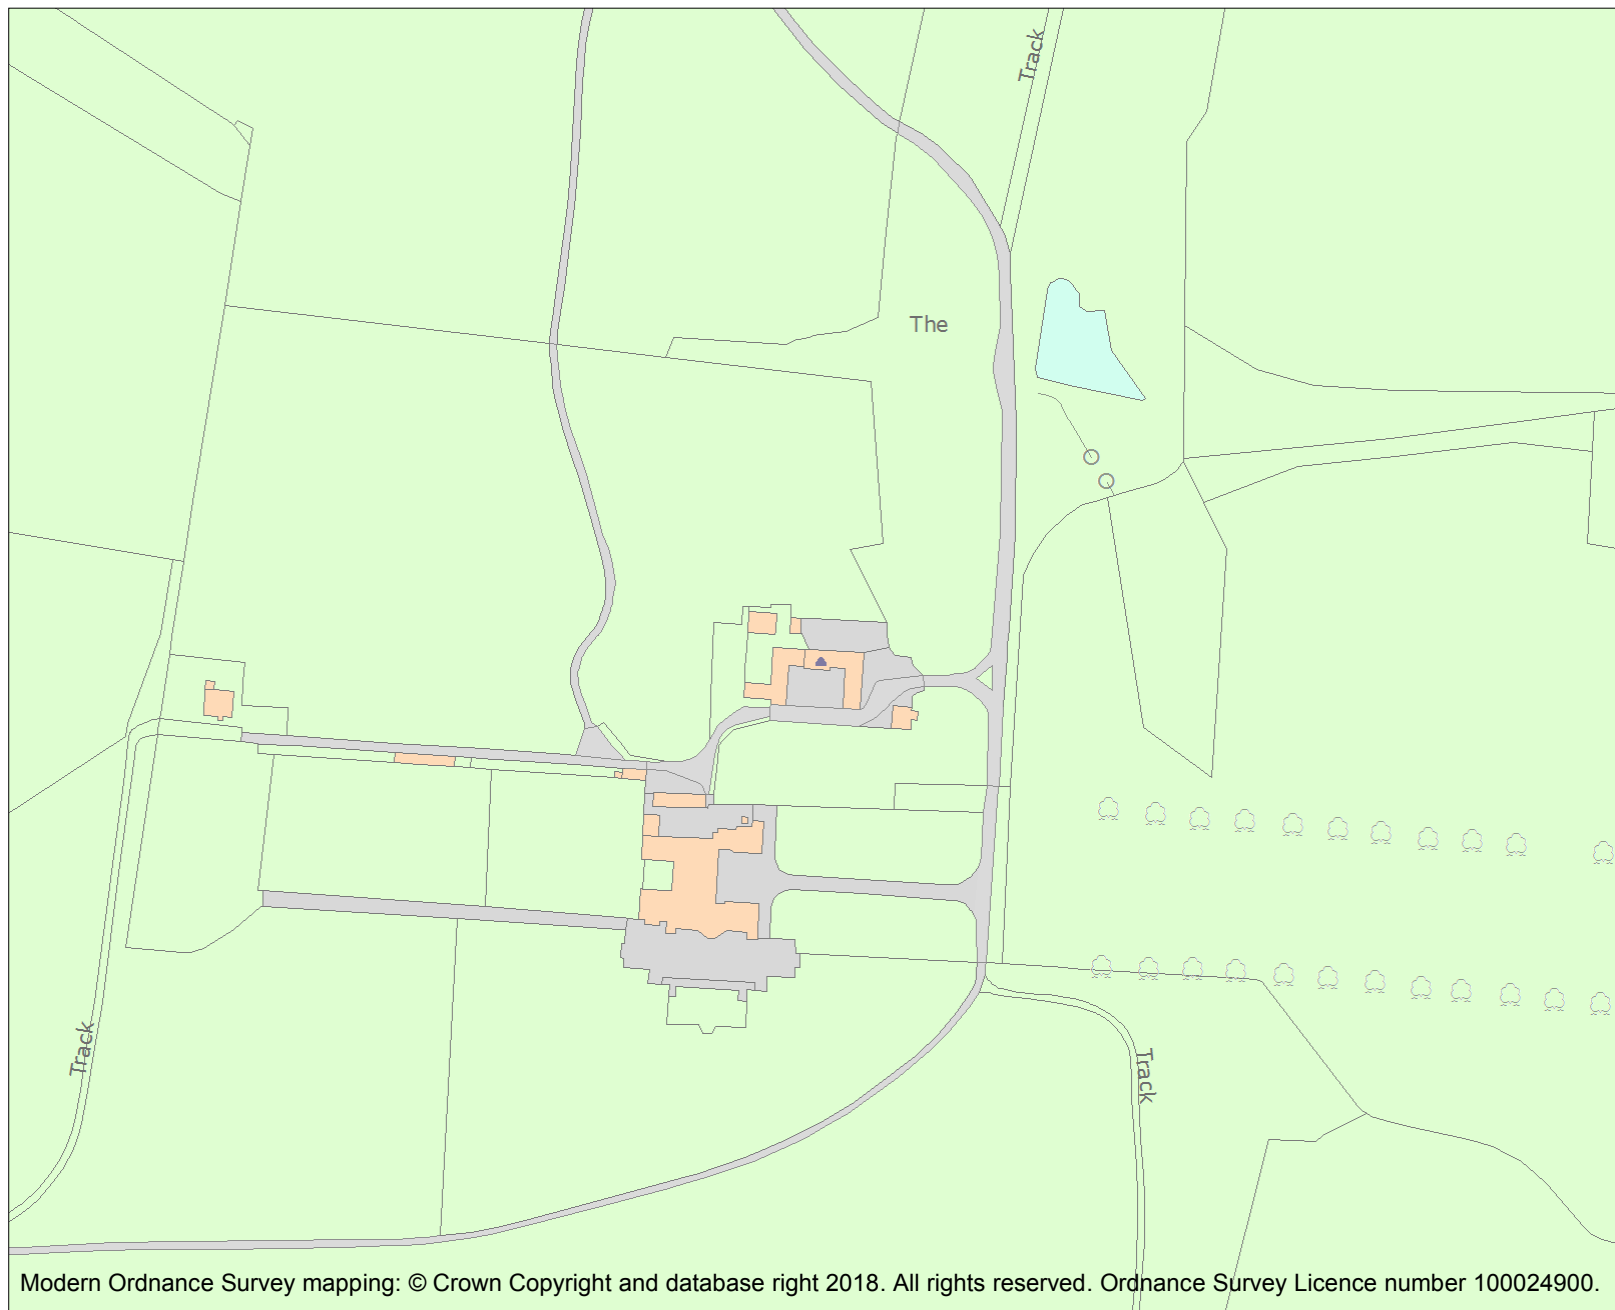 Track
The
Track
Track
Modern Ordnance Survey mapping: © Crown Copyright and database right 2018. All rights reserved. Ordnance Survey Licence number 100024900.